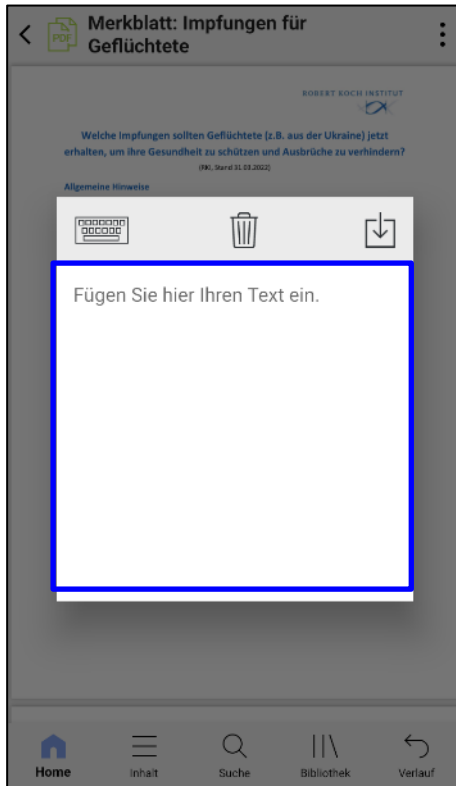 Merkblatt: Impfungen für
Geflüchtete
PDF
ROBERT KOCH INSTITUT
Welche Impfungen sollten Geflüchtete (z.B. aus der Ukraine) jetzt
erhalten, um ihre Gesundheit zu schützen und Ausbrüche zu verhindern?
(RKI, Stand 31.03.2022)
Allgemeine Hinweise
Fügen Sie hier Ihren Text ein.
Home
Inhalt
Suche
Bibliothek
Verlauf